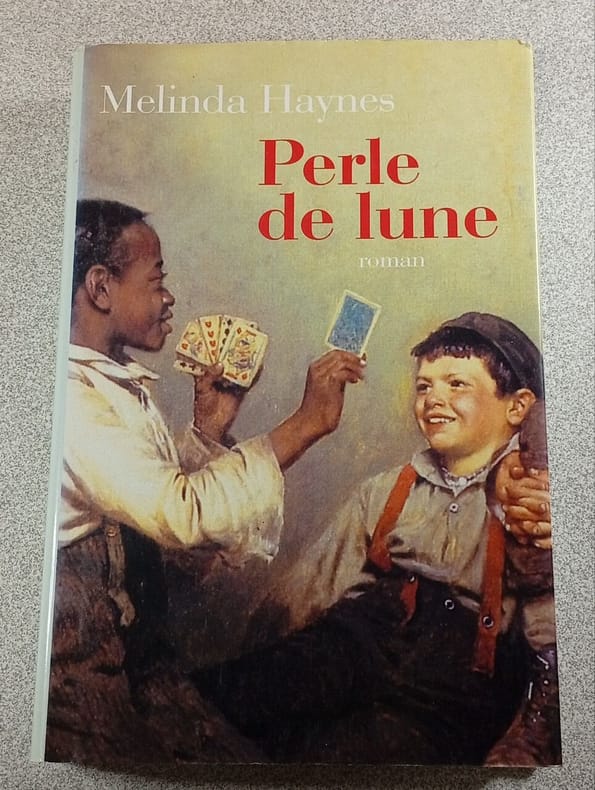 Melinda Haynes
Perle
de lune
roman